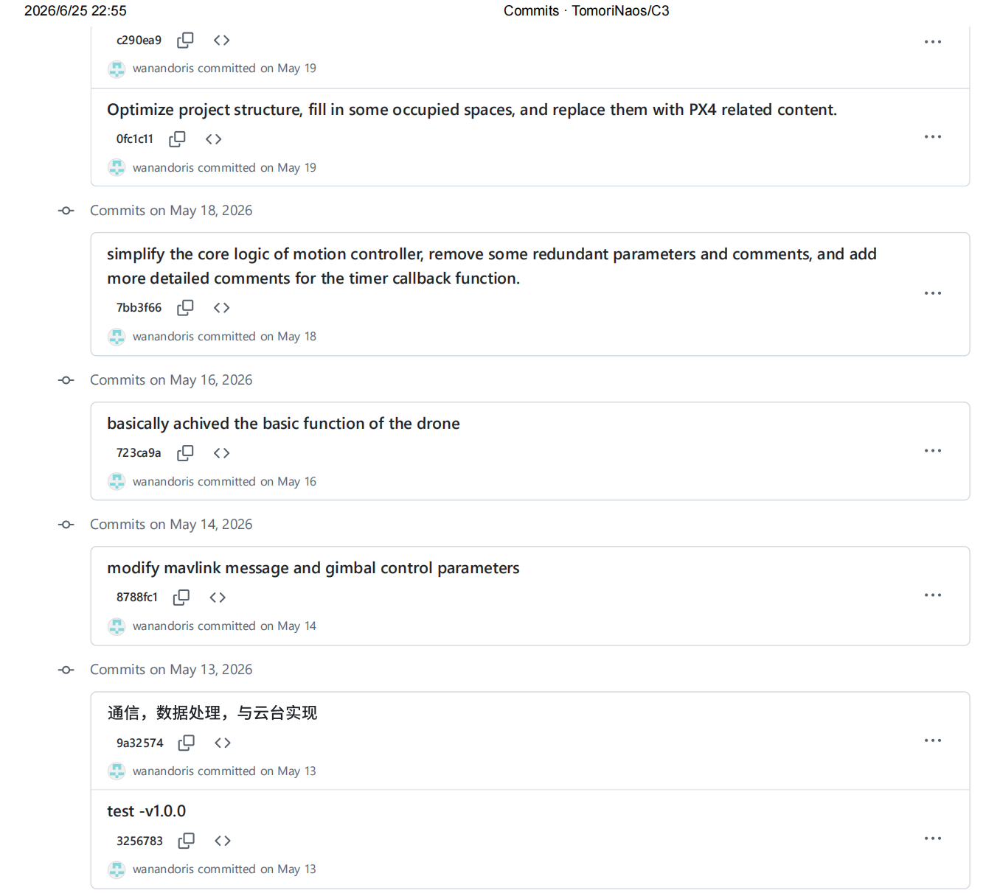 2026/6/25 22:55
Commits · TomoriNaos/C3
c290ea9
wanandoris committed on May 19
Optimize project structure, fill in some occupied spaces, and replace them with PX4 related content.
0fc1c11
wanandoris committed on May 19
Commits on May 18, 2026
simplify the core logic of motion controller, remove some redundant parameters and comments, and add
more detailed comments for the timer callback function.
7bb3f66
wanandoris committed on May 18
Commits on May 16, 2026
basically achived the basic function of the drone
723ca9a
wanandoris committed on May 16
Commits on May 14, 2026
modify mavlink message and gimbal control parameters
8788fc1
wanandoris committed on May 14
Commits on May 13, 2026
通信，数据处理，与云台实现
9a32574
wanandoris committed on May 13
test -v1.0.0
3256783
wanandoris committed on May 13